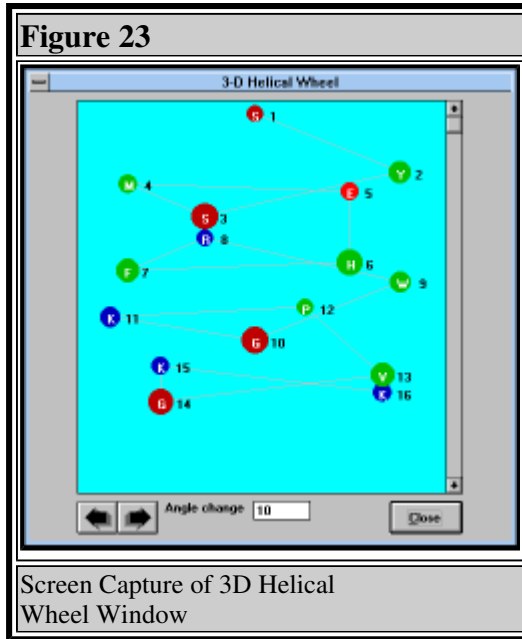 Figure 23
3-D Helical Wheel
S 1
Y 2
M 4
E 5
S 3
R 8
H 6
F 7
W 9
P 12
K 11
G 10
K 15
V 13
K 16
G 14
Angle change 10
Close
Screen Capture of 3D Helical
Wheel Window